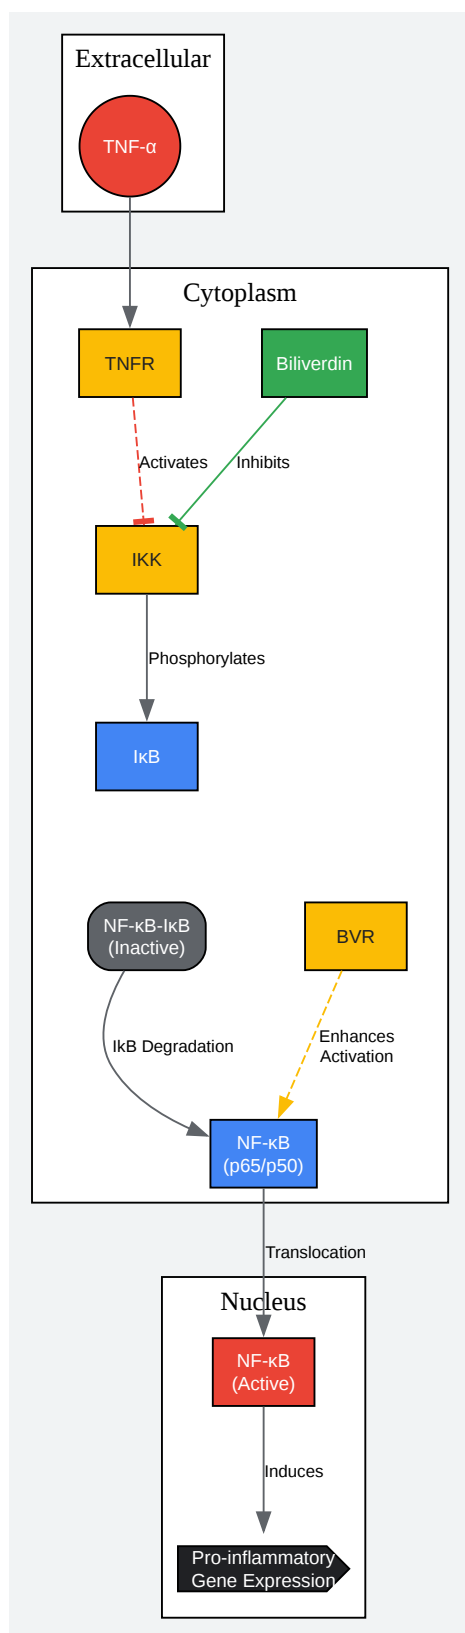 Extracellular
TNF-α
Cytoplasm
TNFR
Biliverdin
Activates
Inhibits
IKK
Phosphorylates
IκB
NF-κB-IκB
(Inactive)
BVR
IkB Degradation
Enhances
Activation
NF-κB
(p65/p50)
Translocation
Nucleus
NF-κB
(Active)
Induces
Pro-inflammatory
Gene Expression